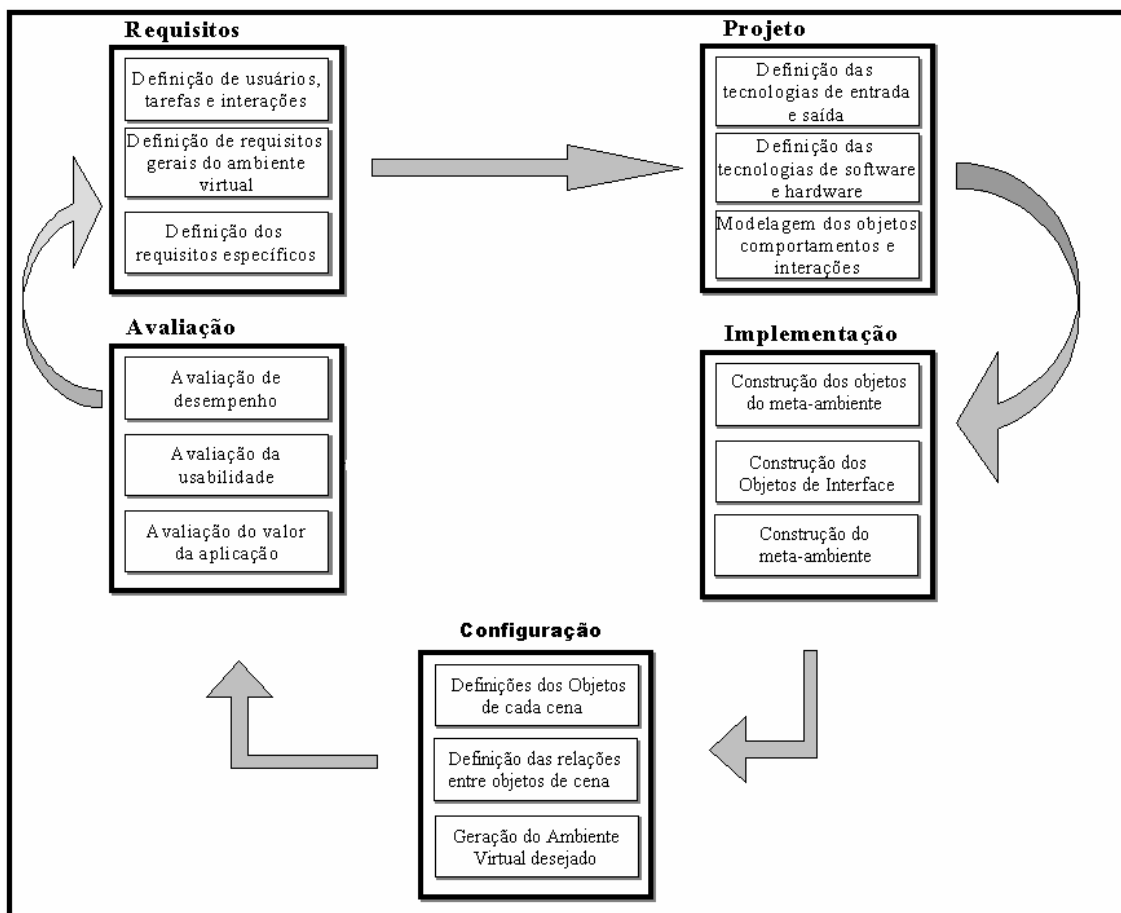 Requisitos
Definição de usuários,
tarefas e interações
Definição de requisitos
gerais do ambiente
virtual
Definição dos
requisitos específicos
Projeto
Definição das
tecnologias de entrada
e saída
Definição das
tecnologias de software
e hardware
Modelagem dos objetos
comportamentos e
interações
Avaliação
Avaliação de
desempenho
Avaliação da
usabilidade
Avaliação do valor
da aplicação
Implementação
Construção dos objetos
do meta-ambiente
Construção dos
Objetos de Interface
Construção do
meta-ambiente
Configuração
Definições dos Objetos
de cada cena
Definição das relações
entre objetos de cena
Geração do Ambiente
Virtual desejado